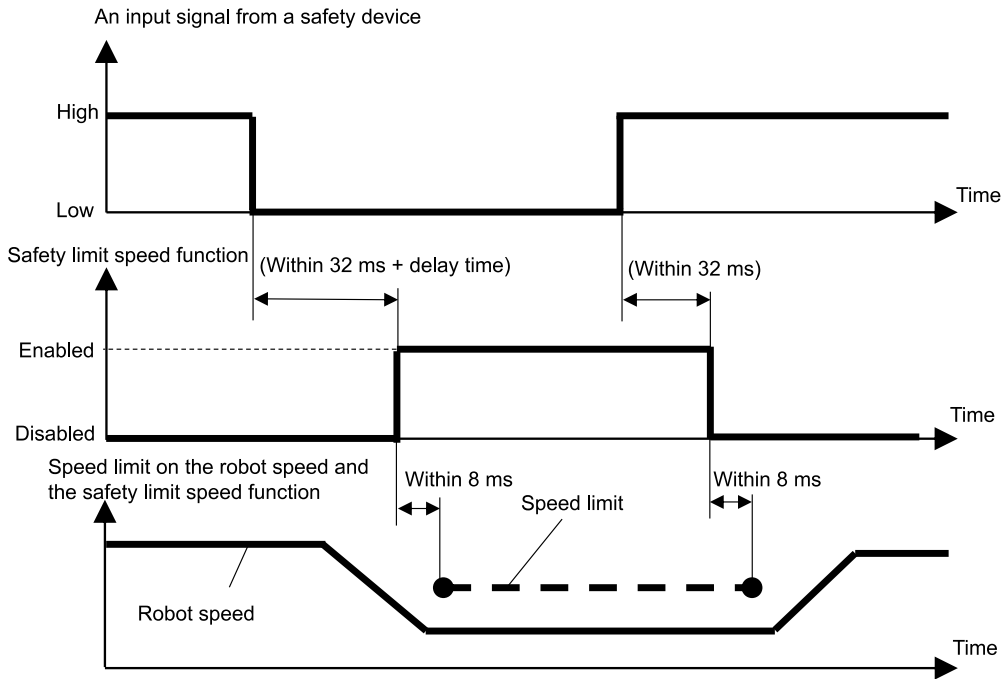 An input signal from a safety device
High
Low
Time
Safety limit speed function
(Within 32 ms + delay time)
(Within 32 ms)
Enabled
Disabled
Time
Speed limit on the robot speed and
the safety limit speed function
Within 8 ms
Within 8 ms
Speed limit
Robot speed
Time